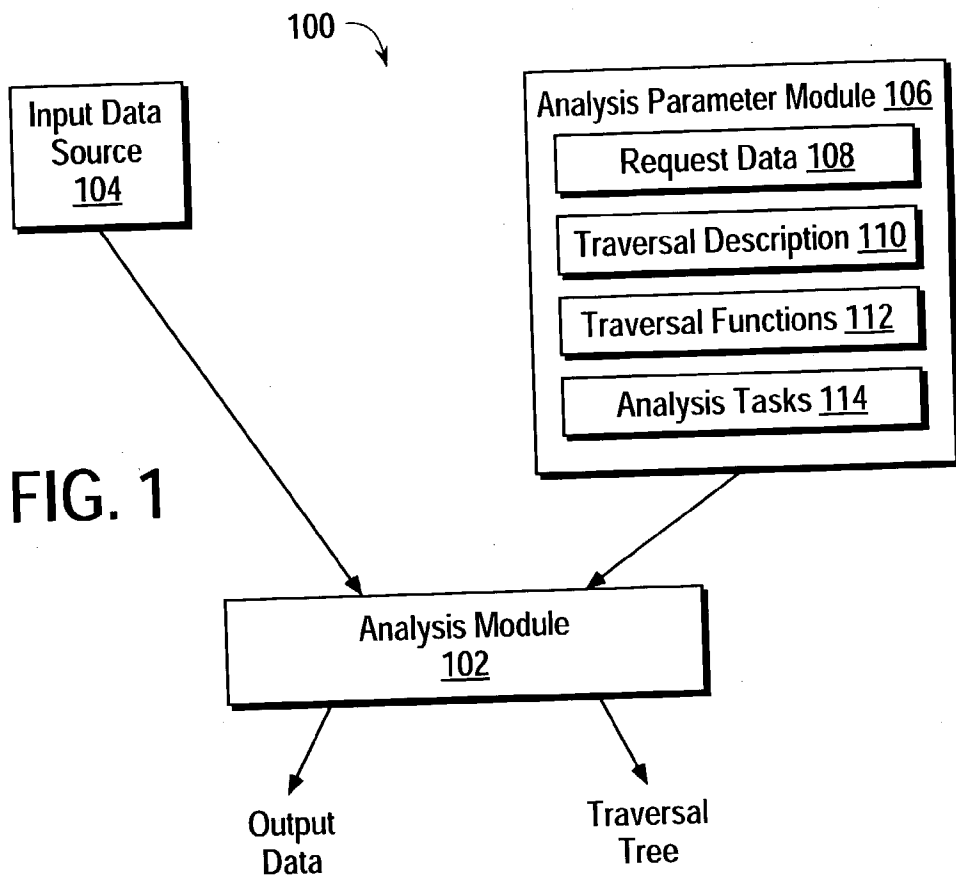 100
Input Data
Source
104
Analysis Parameter Module 106
Request Data 108
Traversal Description 110
Traversal Functions 112
Analysis Tasks 114
FIG. 1
Analysis Module
102
Output
Data
Traversal
Tree